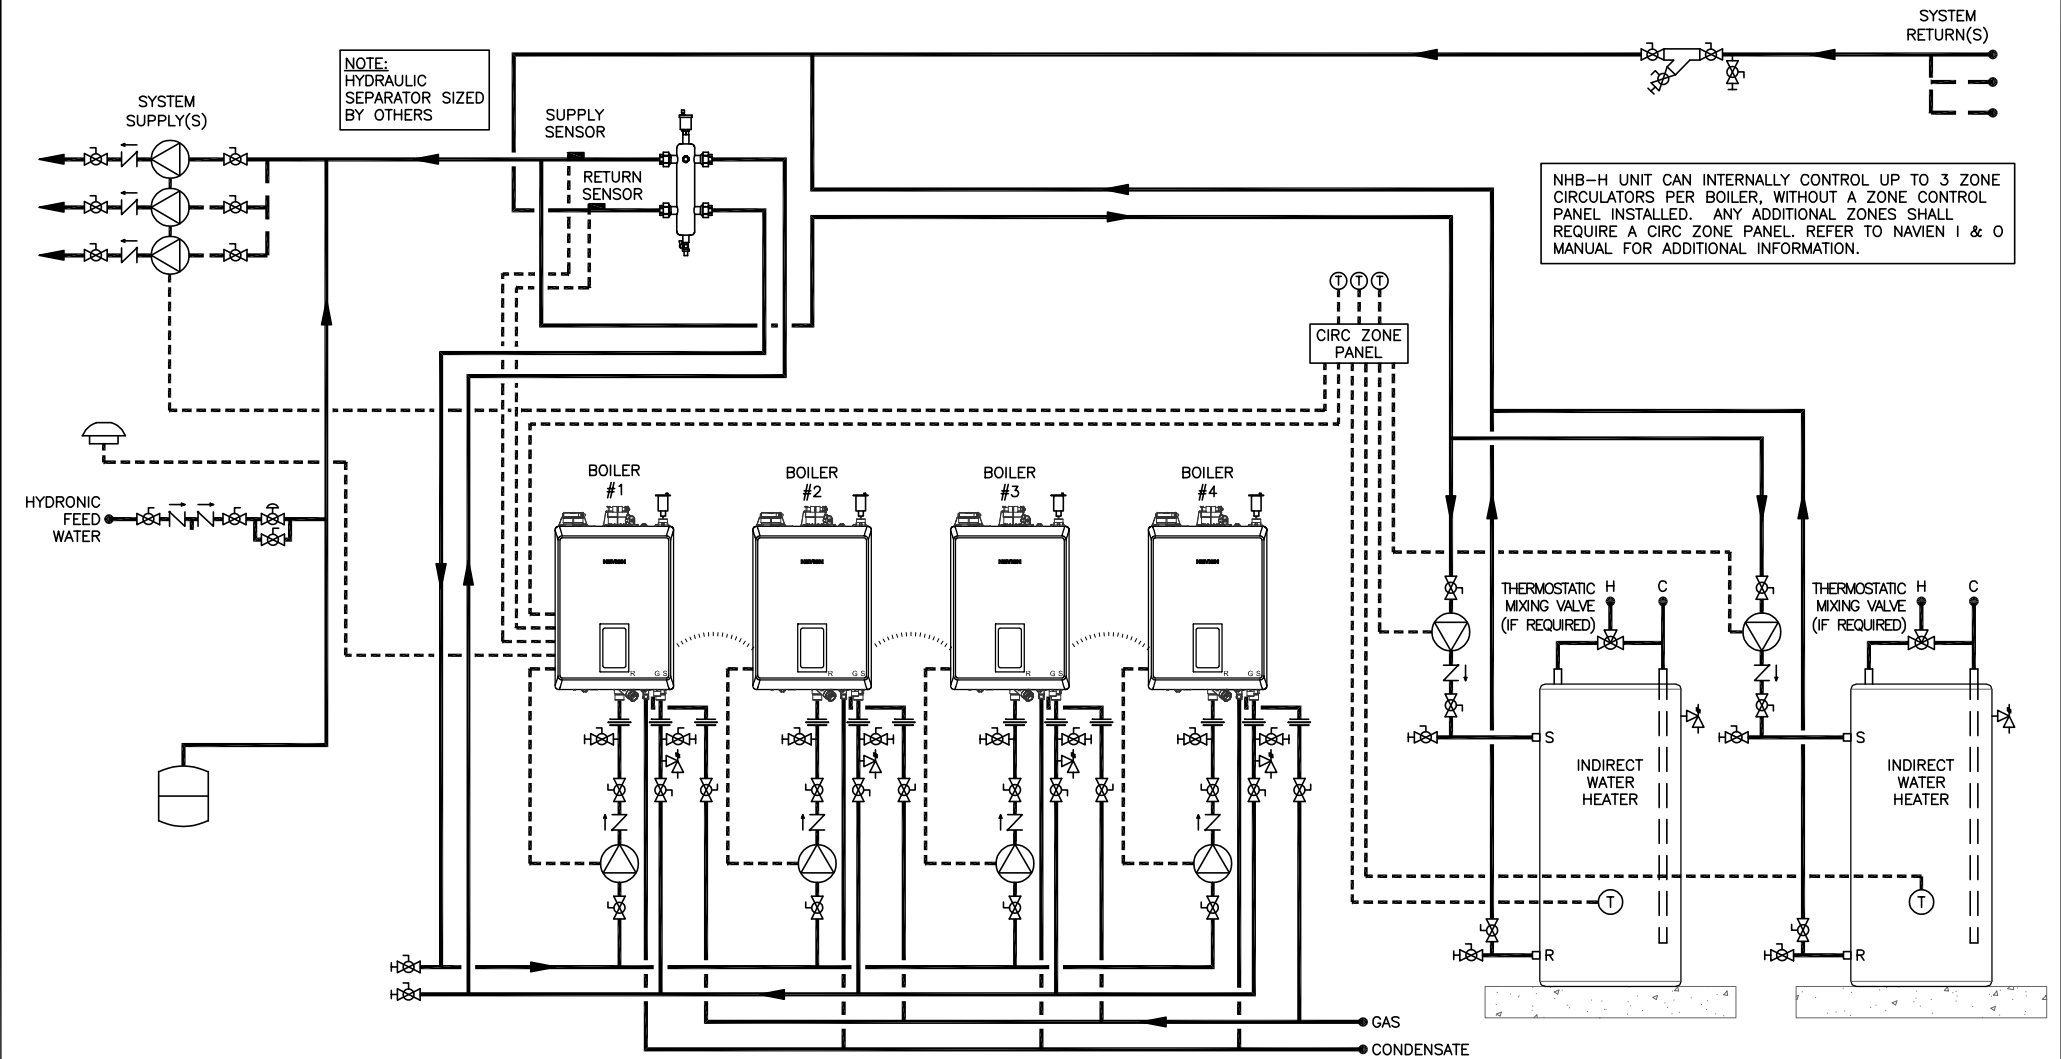 SYSTEM
RETURN(S)
NOTE:
HYDRAULIC
SEPARATOR SIZED
BY OTHERS
SYSTEM
SUPPLY(S)
SUPPLY
SENSOR
RETURN
SENSOR
NHB-H UNIT CAN INTERNALLY CONTROL UP TO 3 ZONE
CIRCULATORS PER BOILER, WITHOUT A ZONE CONTROL
PANEL INSTALLED. ANY ADDITIONAL ZONES SHALL
REQUIRE A CIRC ZONE PANEL. REFER TO NAVIEN I & O
MANUAL FOR ADDITIONAL INFORMATION.
T T T
CIRC ZONE
PANEL
HYDRONIC
FEED
WATER
BOILER
#1
BOILER
#2
BOILER
#3
BOILER
#4
NAVIEN
NAVIEN
NAVIEN
NAVIEN
R G S
R G S
R G S
R G S
THERMOSTATIC
MIXING VALVE
(IF REQUIRED)
H C
THERMOSTATIC
MIXING VALVE
(IF REQUIRED)
H C
S
INDIRECT
WATER
HEATER
T
R
S
INDIRECT
WATER
HEATER
T
R
GAS
CONDENSATE